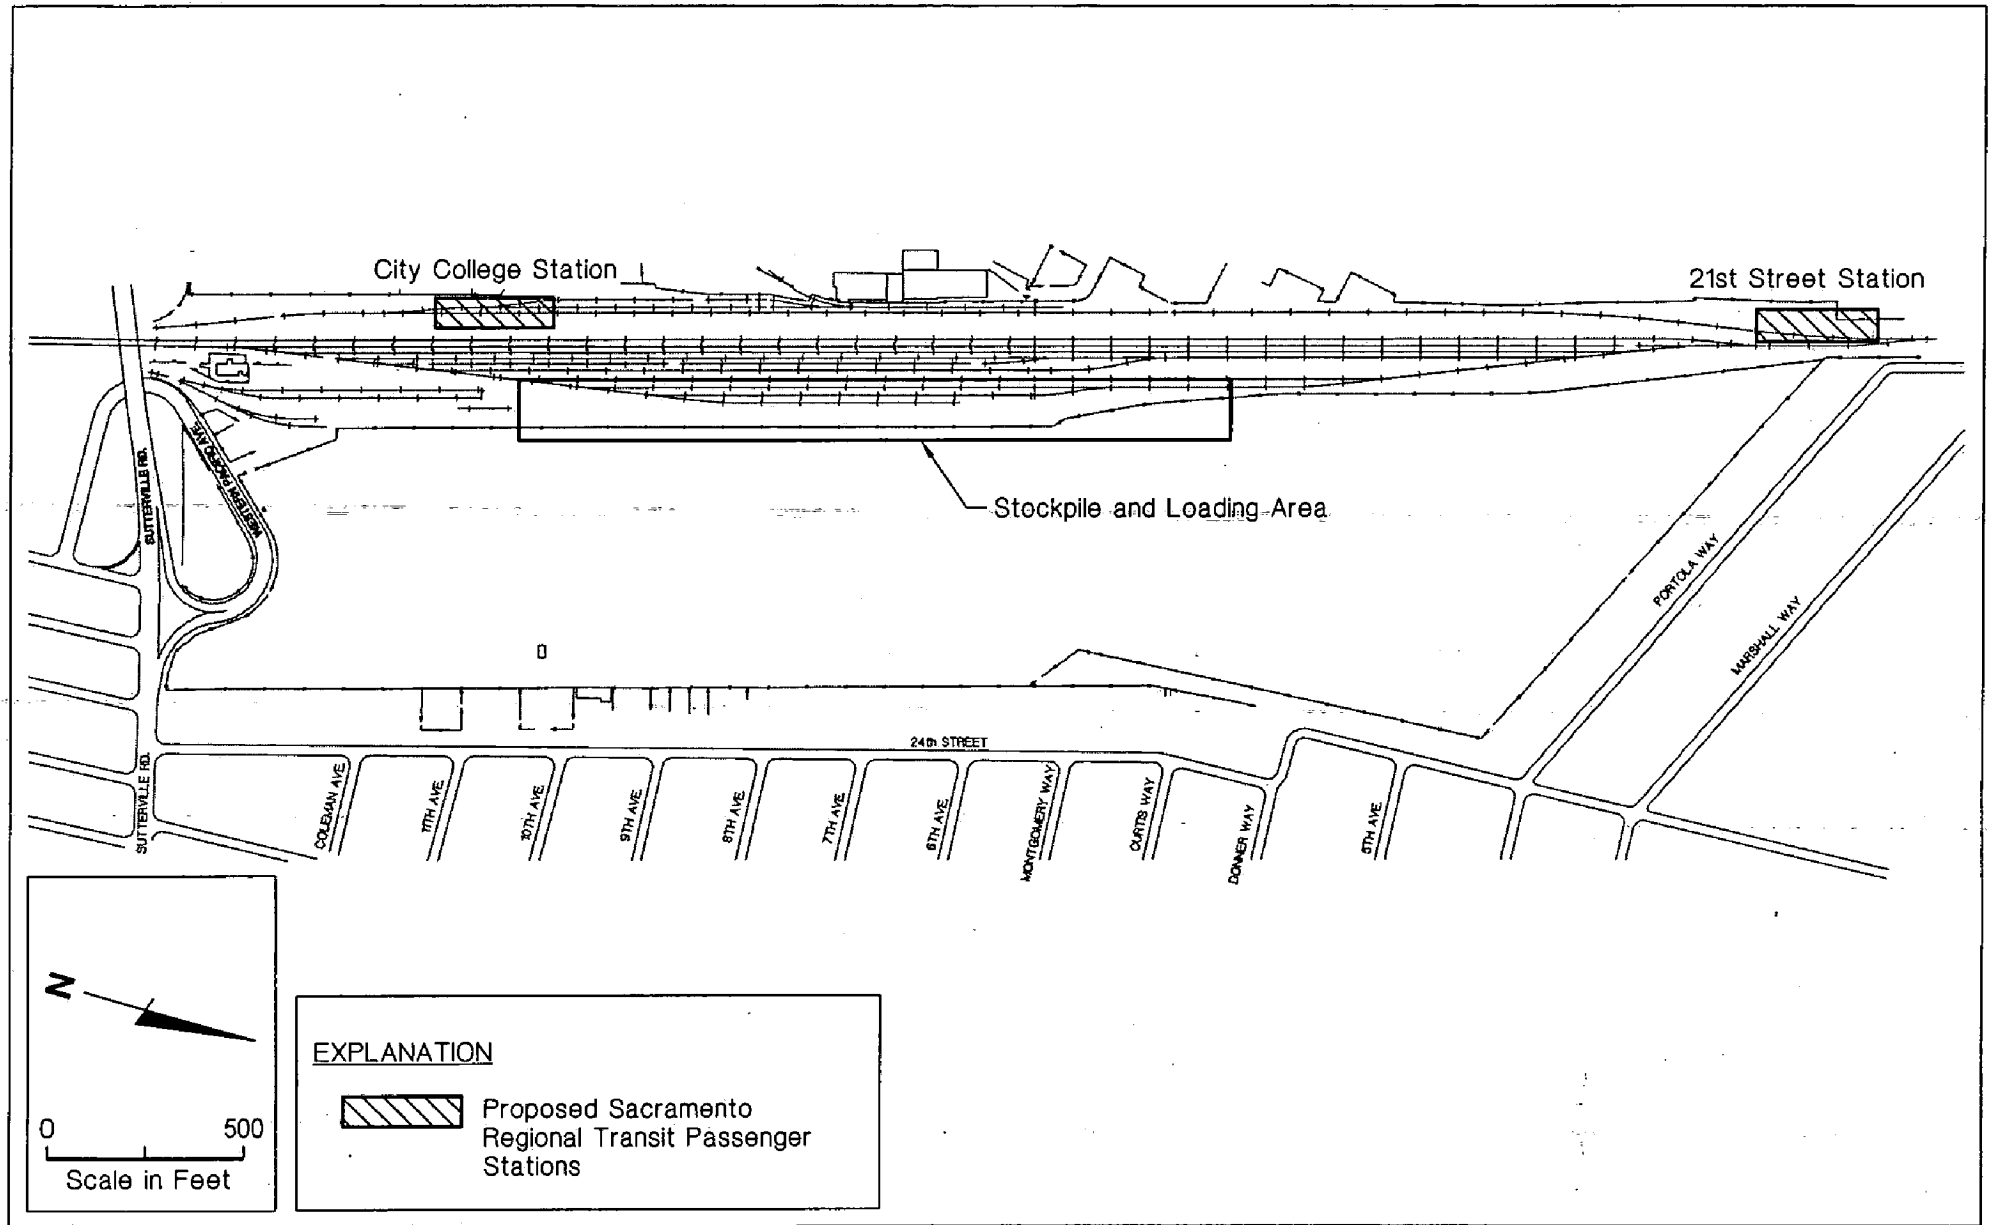 City College Station
21st Street Station
Stockpile and Loading Area
SUTTERVILLE RD.
WESTERN PACIFIC AVE.
PORTOLA WAY
MARSHALL WAY
24th STREET
SUTTERVILLE RD.
COLEMAN AVE.
11TH AVE.
10TH AVE.
9TH AVE.
8TH AVE.
7TH AVE.
6TH AVE.
MONTGOMERY WAY
CURTIS WAY
DONNER WAY
5TH AVE.
N
0 500
Scale in Feet
EXPLANATION
Proposed Sacramento
Regional Transit Passenger
Stations